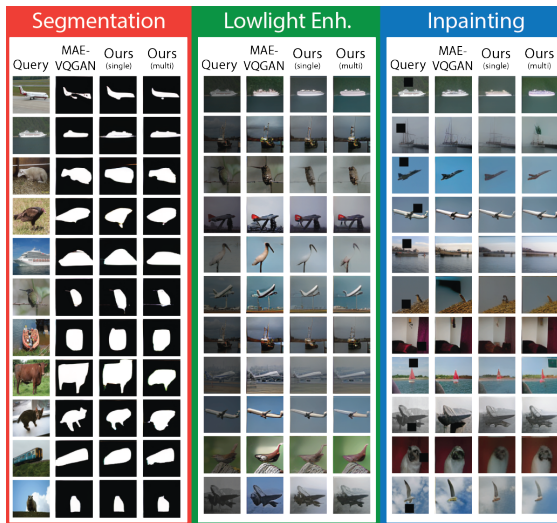 Segmentation
Lowlight Enh.
Inpainting
Query
MAE-
VQGAN
Ours
(single)
Ours
(multi)
MAE-
Query
VQGAN
Ours
(single)
Ours
(multi)
MAE-
Query
VQGAN
Ours
(single)
Ours
(multi)